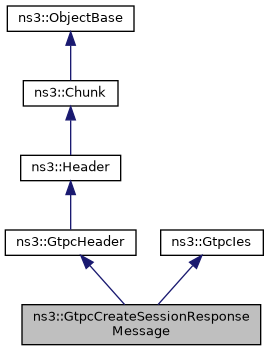 ns3::ObjectBase
ns3::Chunk
ns3::Header
ns3::GtpcHeader
ns3::GtpcIes
ns3::GtpcCreateSessionResponse
Message